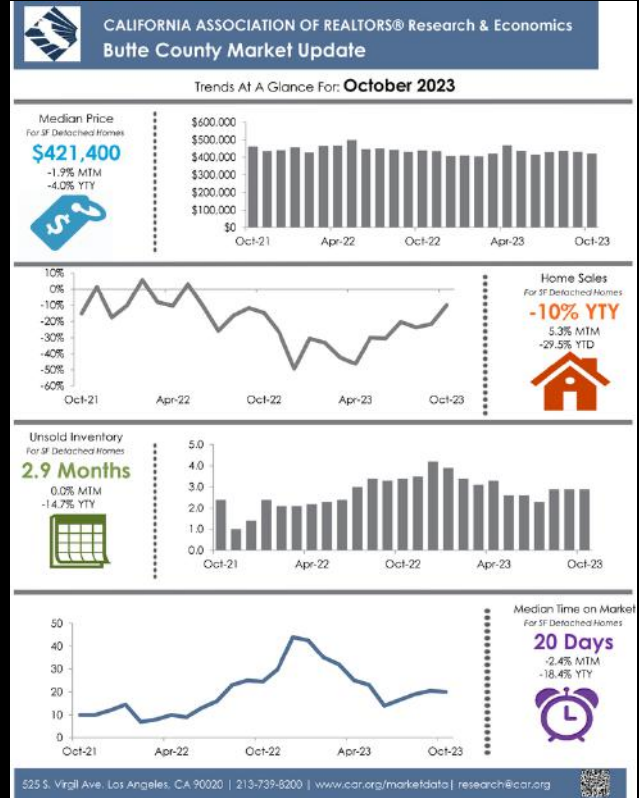 CALIFORNIA ASSOCIATION OF REALTORS® Research & Economics
Butte County Market Update
Trends At A Glance For: October 2023
Median Price
For SF Detached Homes
$421,400
-1.9% MTM
-4.0% YTY
$600,000
$500,000
$400,000
$300,000
$200,000
$100,000
$0
Oct-21 Apr-22 Oct-22 Apr-23 Oct-23
10%
0%
-10%
-20%
-30%
-40%
-50%
-60%
Oct-21 Apr-22 Oct-22 Apr-23 Oct-23
Home Sales
For SF Detached Homes
-10% YTY
5.3% MTM
-29.5% YTD
Unsold Inventory
For SF Detached Homes
2.9 Months
0.0% MTM
-14.7% YTY
5.0
4.0
3.0
2.0
1.0
0.0
Oct-21 Apr-22 Oct-22 Apr-23 Oct-23
50
40
30
20
10
0
Oct-21 Apr-22 Oct-22 Apr-23 Oct-23
Median Time on Market
For SF Detached Homes
20 Days
-2.4% MTM
-18.4% YTY
525 S. Virgil Ave. Los Angeles, CA 90020 | 213-739-8200 | www.car.org/marketdata| research@car.org